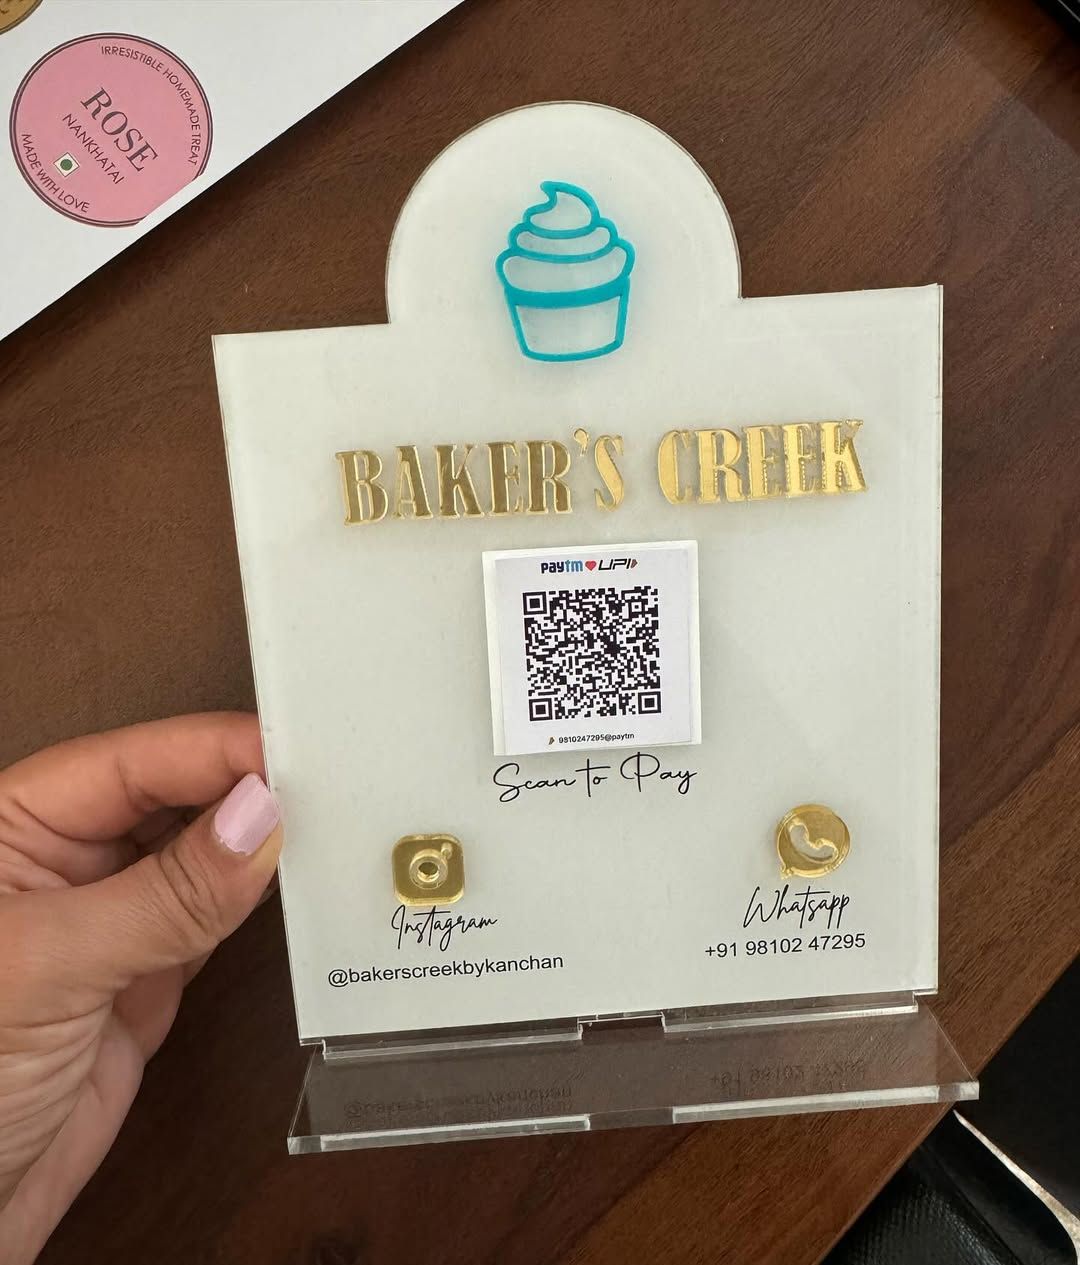 IRRESISTIBLE HOMEMADE TREAT
ROSE
NANKHATAI
MADE WITH LOVE
BAKER'S CREEK
paytm UPI
9810247295@paytm
Scan to Pay
Instagram
@bakerscreekbykanchan
Whatsapp
+91 98102 47295